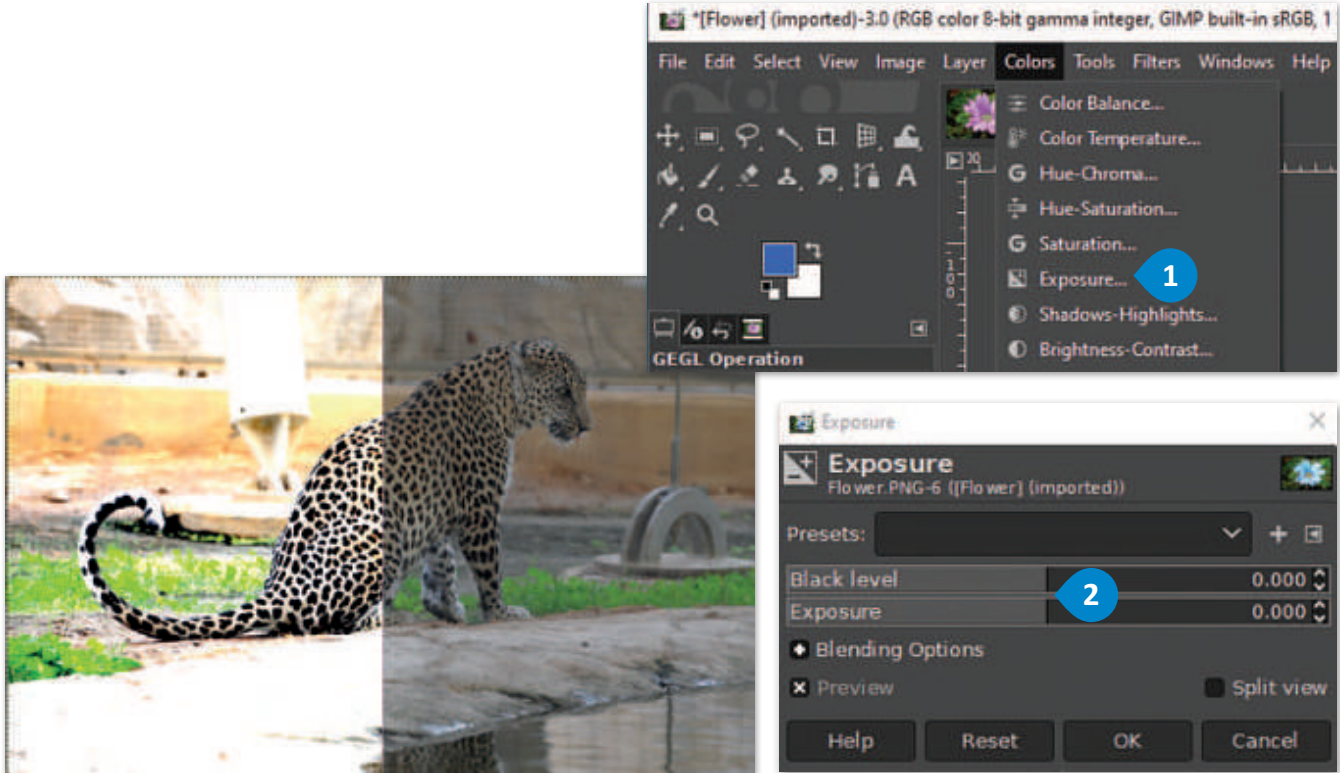 *[Flower] (imported)-3.0 (RGB color 8-bit gamma integer, GIMP built-in sRGB, 1
File Edit Select View Image Layer Colors Tools Filters Windows Help
Color Balance...
Color Temperature...
Hue-Chroma...
Hue-Saturation...
Saturation...
Exposure... 1
Shadows-Highlights...
Brightness-Contrast...
100
GEGL Operation
Exposure
Exposure
Flower.PNG-6 ([Flower] (imported))
Presets:
Black level 0.000
2
Exposure 0.000
Blending Options
Preview Split view
Help Reset OK Cancel